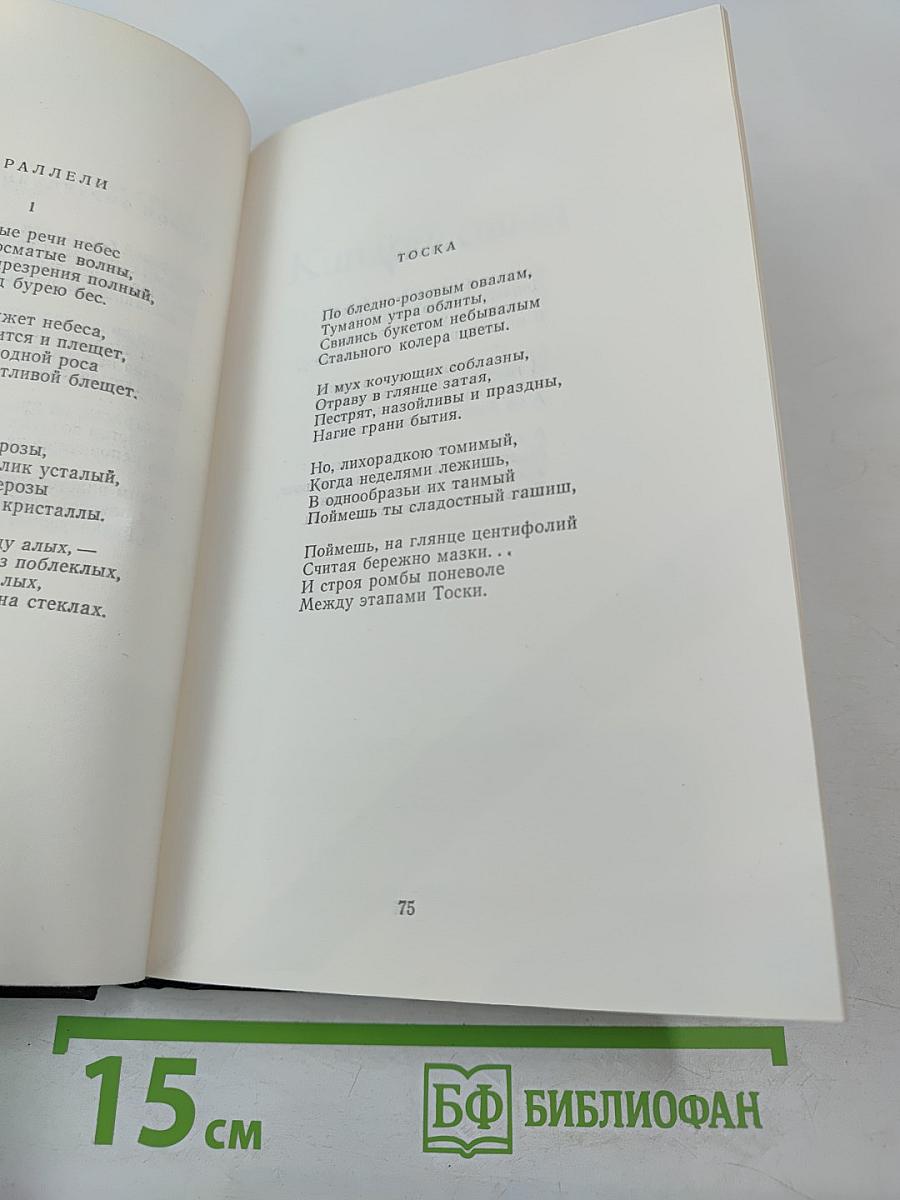 РАЛЛЕЛИ
1
ые речи небес
осматые волны,
презрения полный,
д бурею бес.
жет небеса,
ится и плещет,
одной роса
тливой блещет.
розы,
лик усталый,
ерозы
кристаллы.
ду алых, —
з поблеклых,
лых,
на стеклах.
ТОСКА
По бледно-розовым овалам,
Туманом утра облиты,
Свились букетом небывалым
Стального колера цветы.
И мух кочующих соблазны,
Отраву в глянце затая,
Пестрят, назойливы и праздны,
Нагие грани бытия.
Но, лихорадкою томимый,
Когда неделями лежишь,
В однообразьи их таимый
Поймешь ты сладостный гашиш,
Поймешь, на глянце центифолий
Считая бережно мазки...
И строя ромбы поневоле
Между этапами Тоски.
75
15 см
БФ БИБЛИОФАН